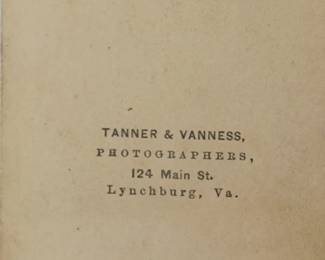 TANNER & VANNESS,
PHOTOGRAPHERS,
124 Main St.
Lynchburg, Va.